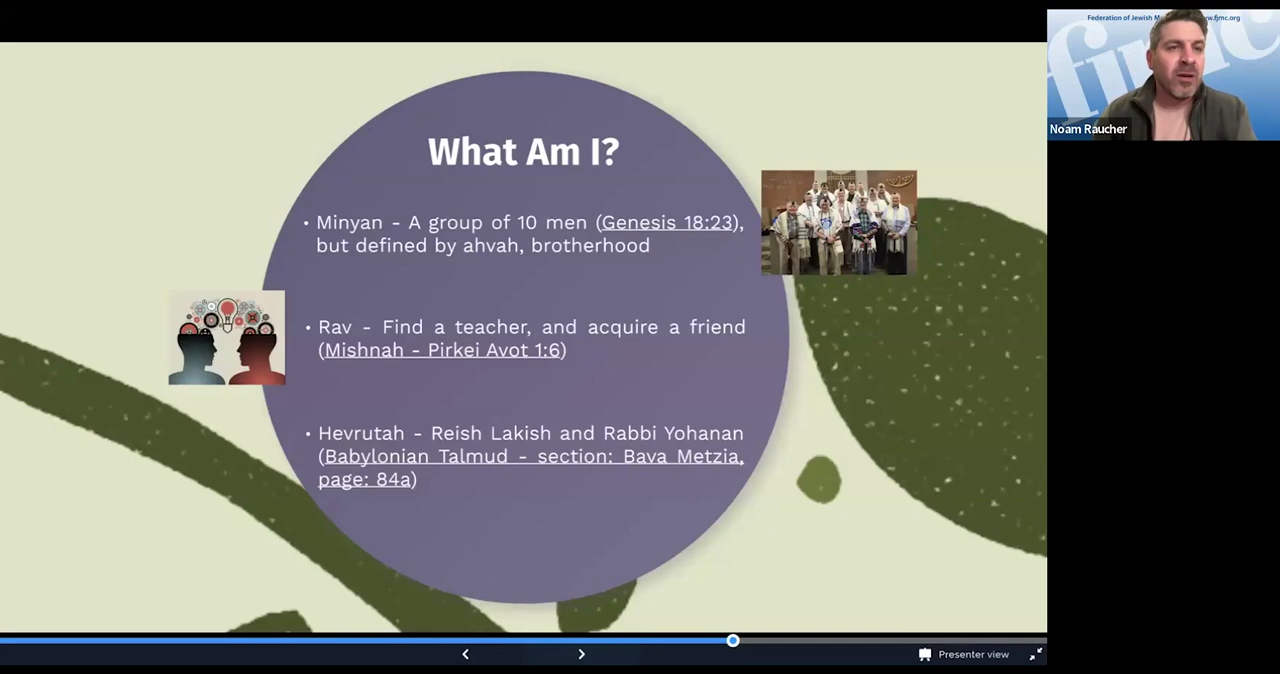 Federation of Jewish M
w.fjmc.org
fjmc
Noam Raucher
What Am I?
• Minyan - A group of 10 men (Genesis 18:23),
but defined by ahvah, brotherhood
• Rav - Find a teacher, and acquire a friend
(Mishnah - Pirkei Avot 1:6)
• Hevrutah - Reish Lakish and Rabbi Yohanan
(Babylonian Talmud - section: Bava Metzia,
page: 84a)
Presenter view